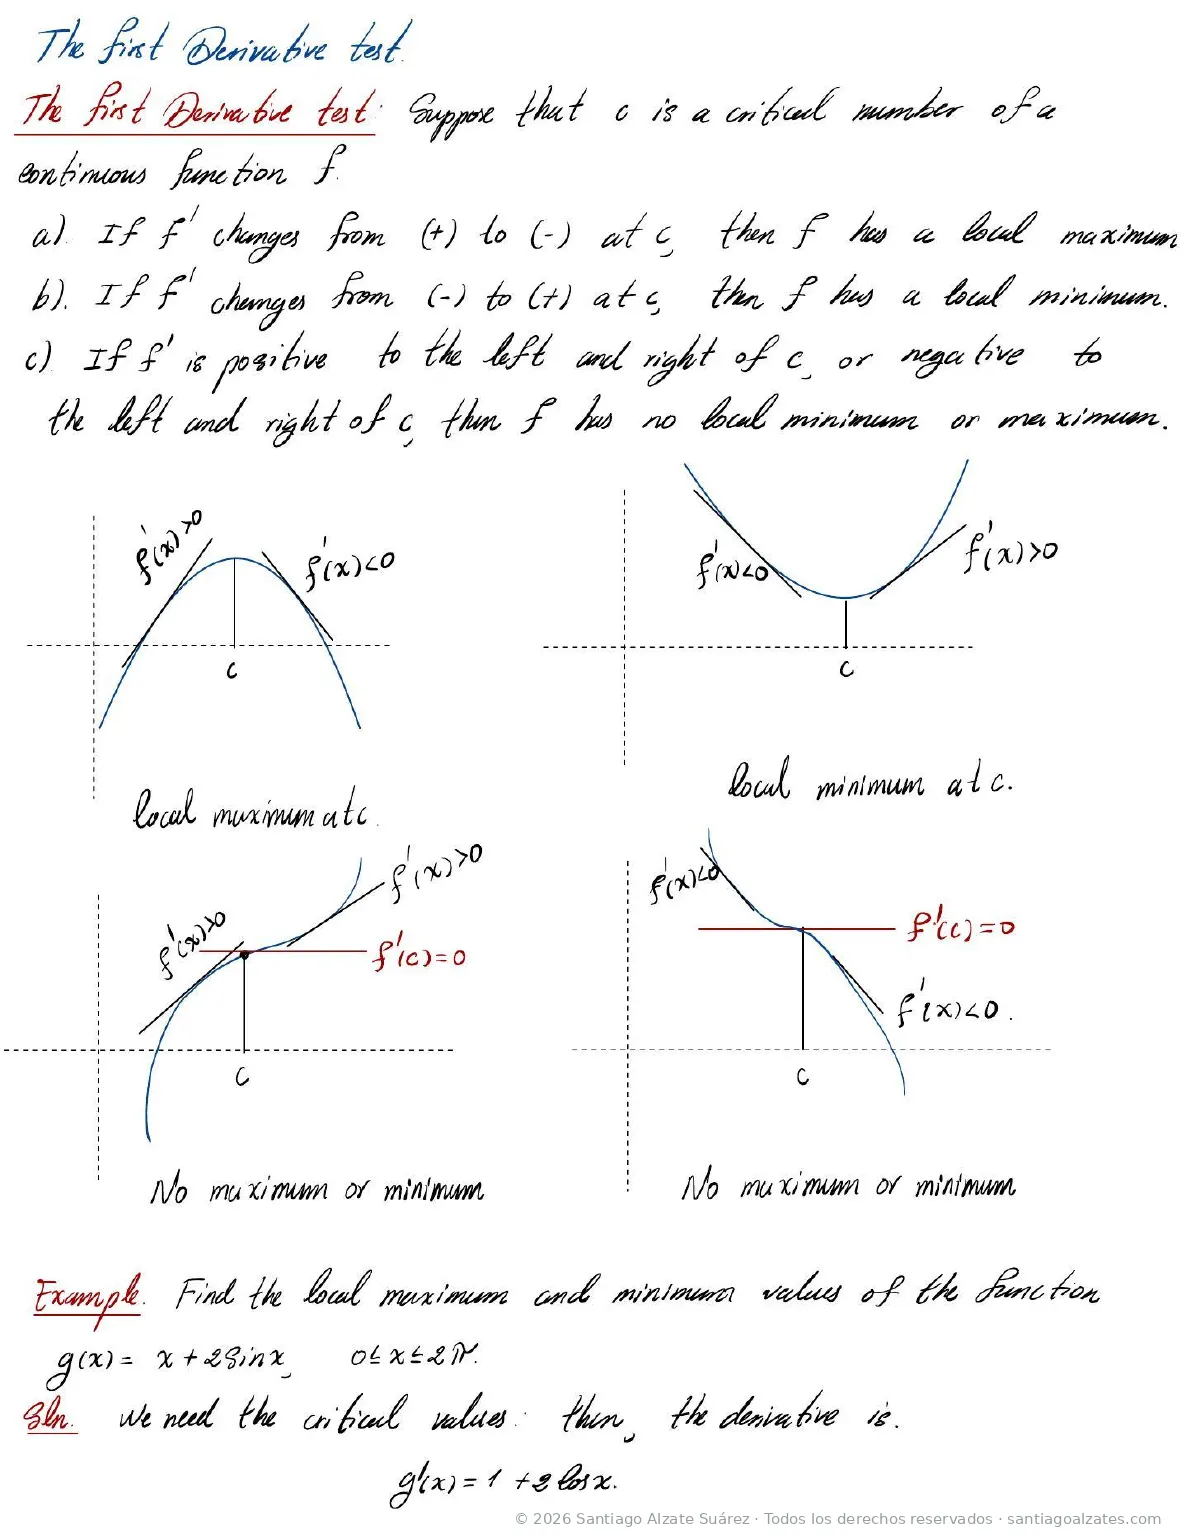 The first Derivative test.
The first Derivative test: Suppose that c is a critical number of a
continuous function f.
a). If f' changes from (+) to (-) at c, then f has a local maximum
b). If f' changes from (-) to (+) at c, then f has a local minimum.
c). If f' is positive to the left and right of c, or negative to
the left and right of c, then f has no local minimum or maximum.
f'(x)>0
f'(x)<0
c
local maximum at c.
f'(x)<0
f'(x)>0
c
local minimum at c.
f'(x)>0
f'(x)>0
f'(c)=0
c
No maximum or minimum
f'(x)<0
f'(c)=0
f'(x)<0.
c
No maximum or minimum
Example. Find the local maximum and minimum values of the function
g(x)= x+2Sinx, 0≤x≤2π.
Sln. We need the critical values: then, the derivative is.
g'(x)=1+2Cosx.
© 2026 Santiago Alzate Suárez · Todos los derechos reservados · santiagoalzates.com